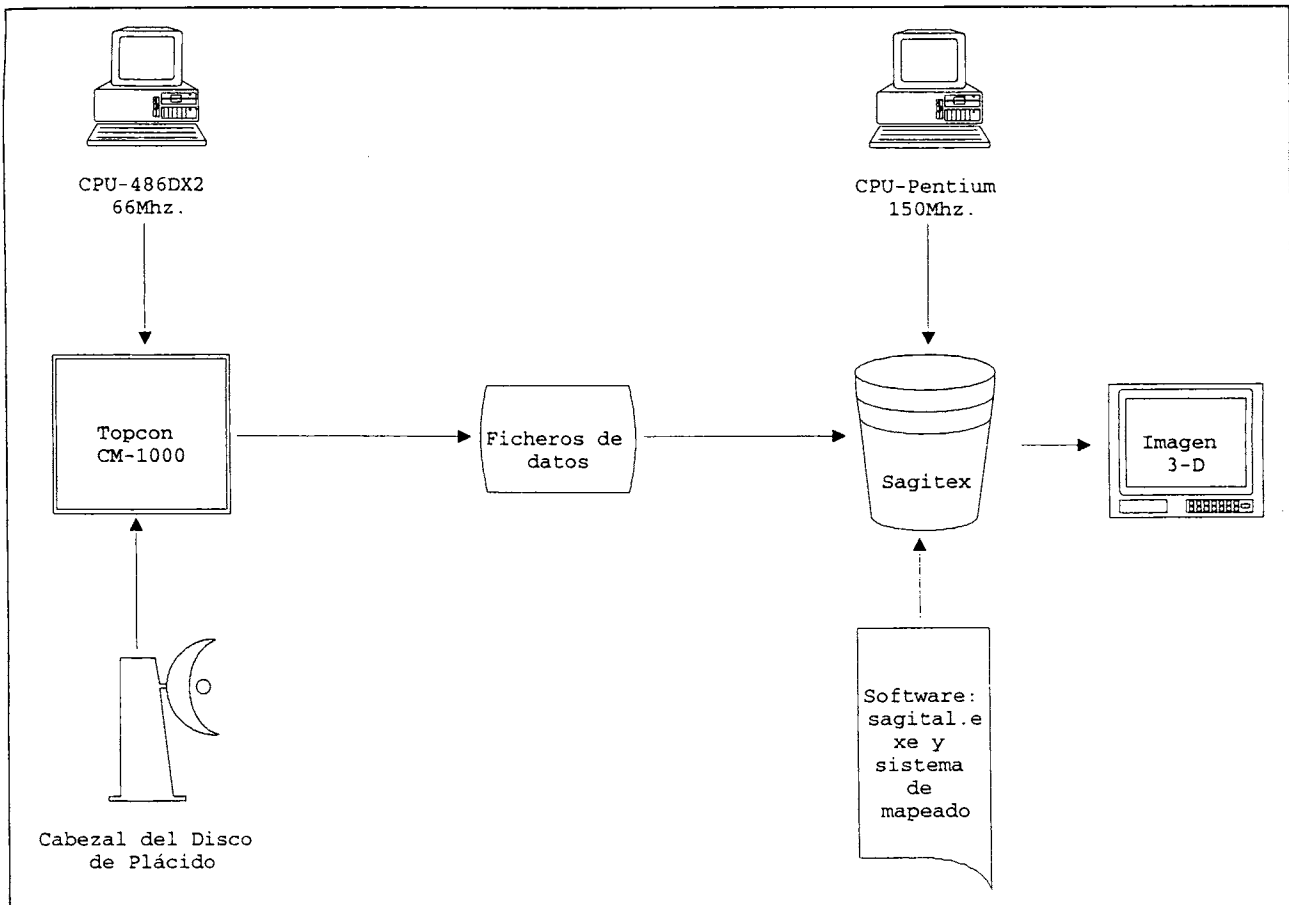 CPU-486DX2
66Mhz.
CPU-Pentium
150Mhz.
Topcon
CM-1000
Ficheros de
datos
Sagitex
Imagen
3-D
Software:
sagital.e
xe y
sistema
de
mapeado
Cabezal del Disco
de Plácido